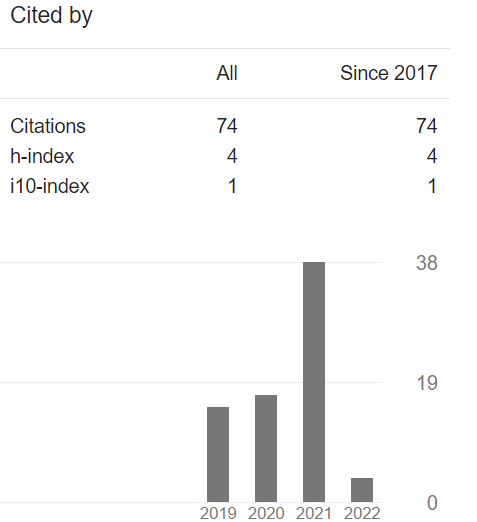 Cited by
All Since 2017
Citations 74 74
h-index 4 4
i10-index 1 1
38
19
0
2019 2020 2021 2022